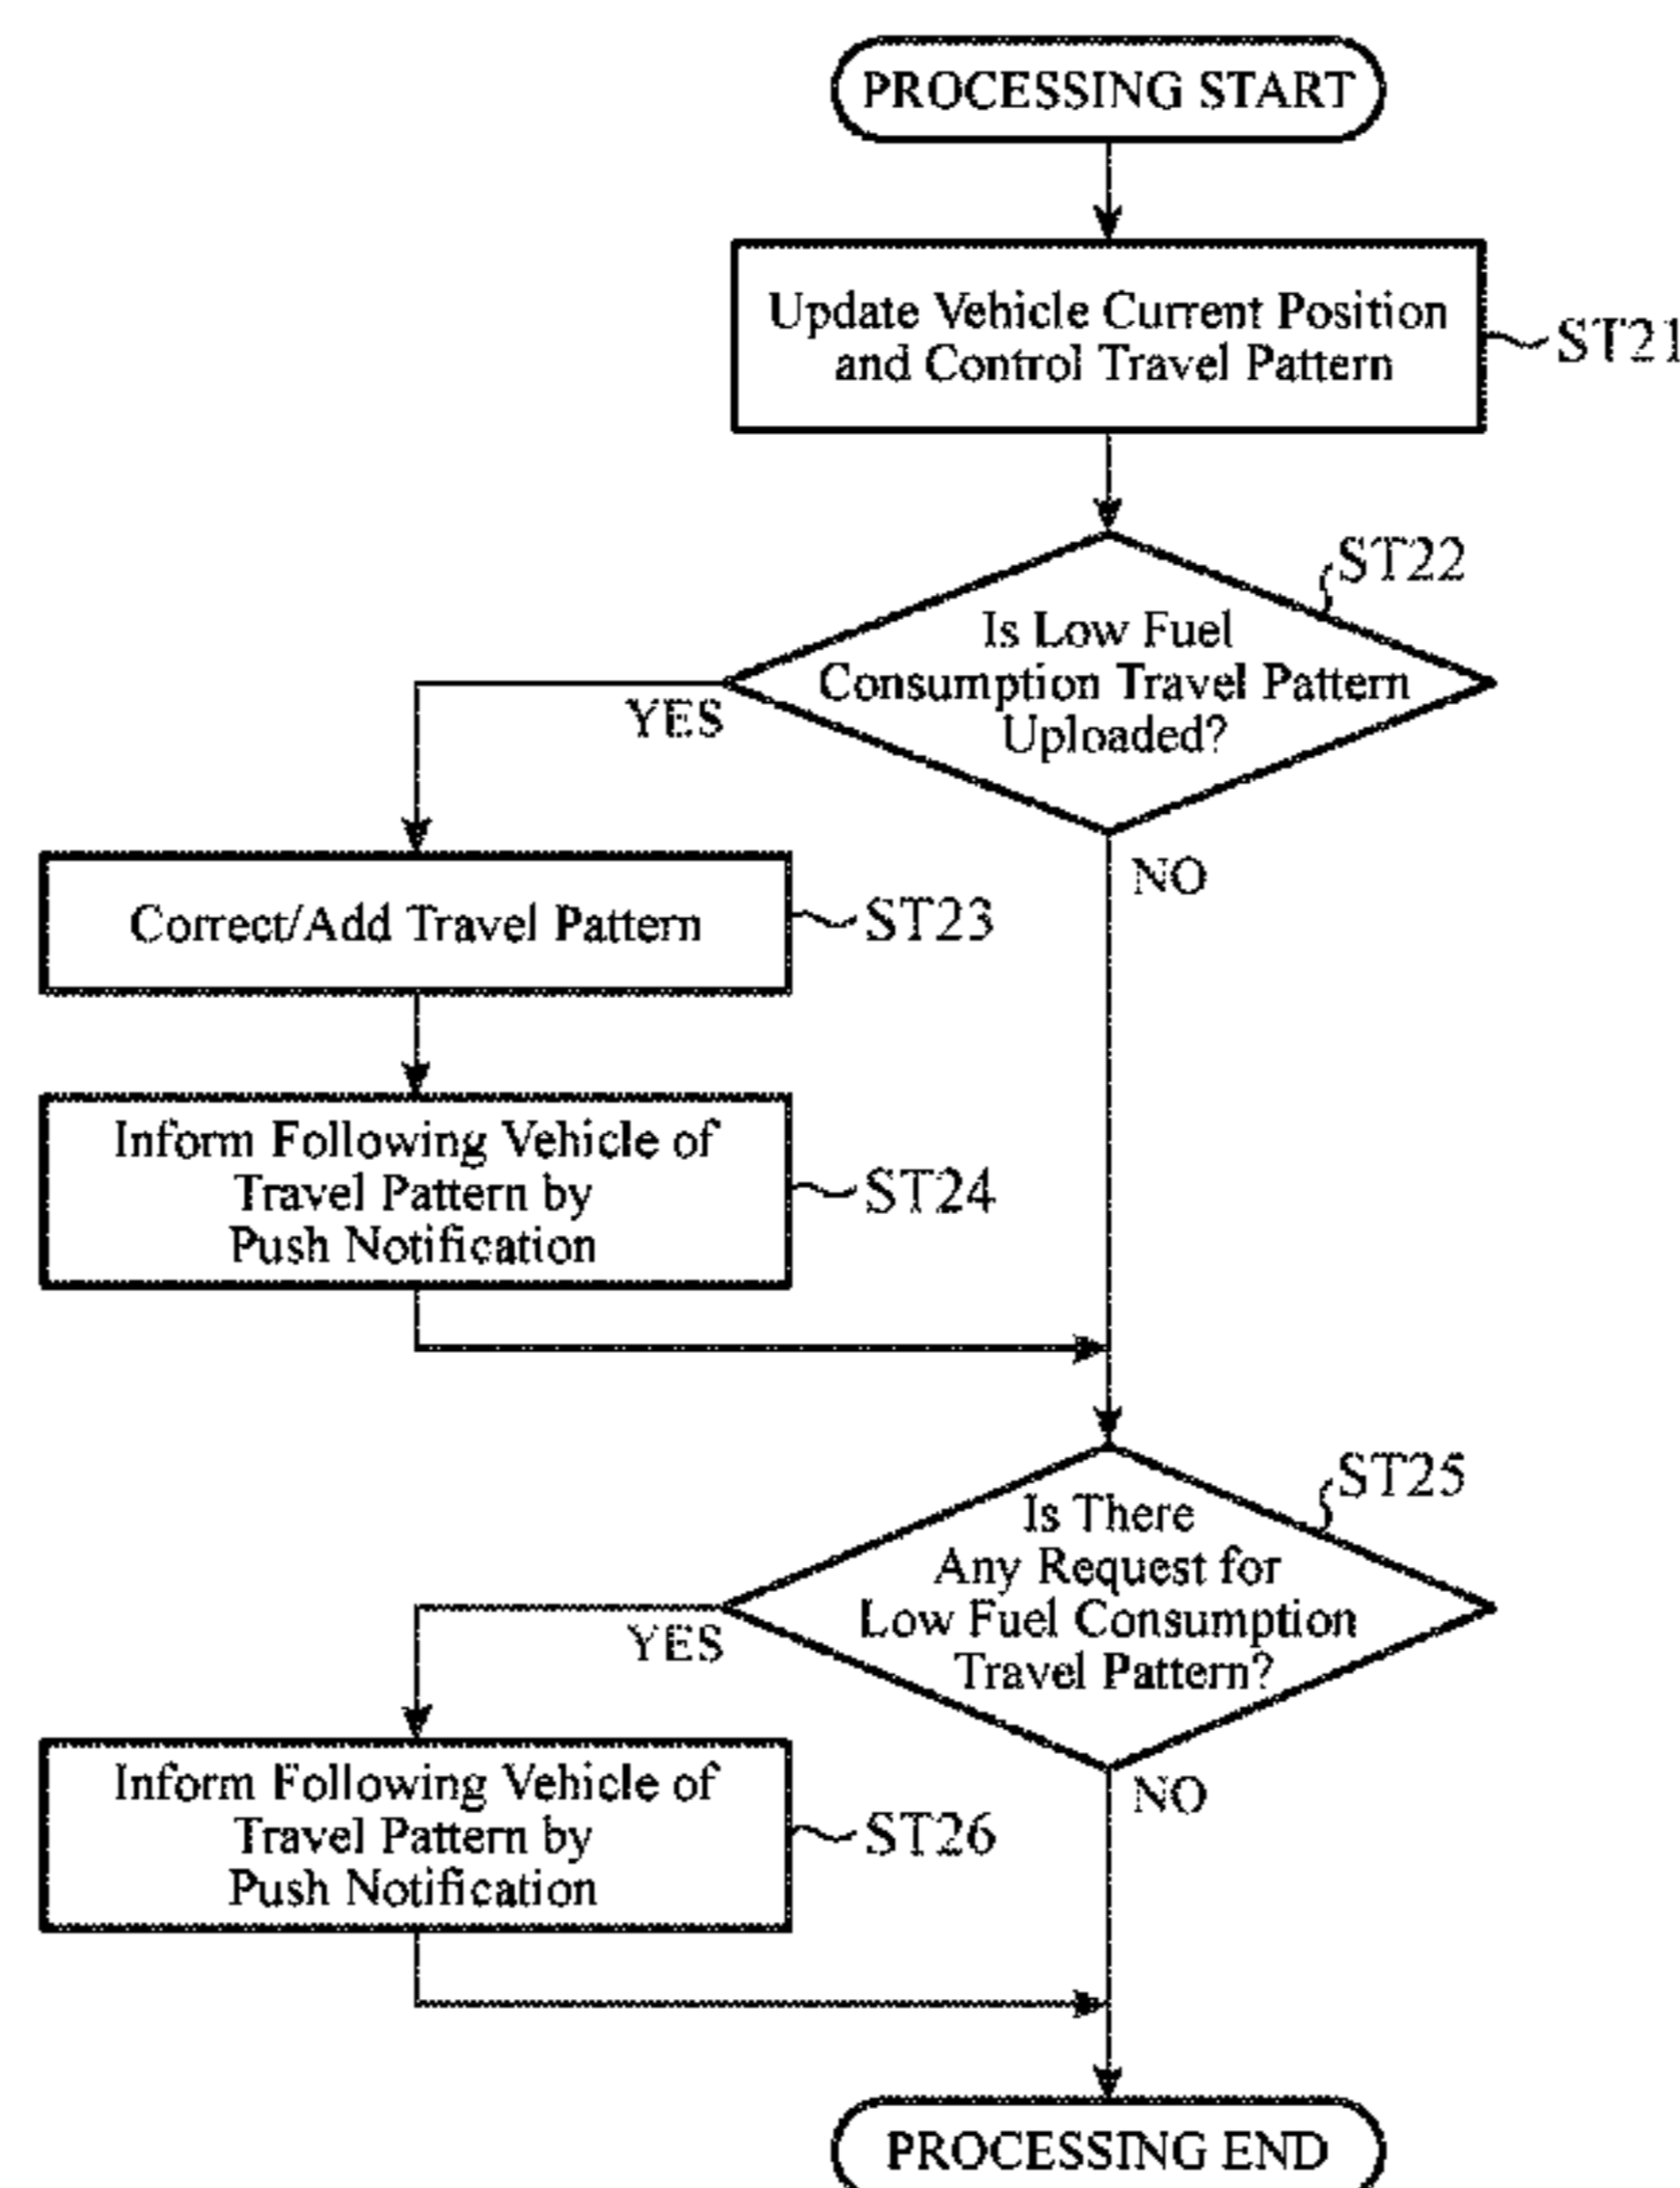 PROCESSING START
Update Vehicle Current Position
and Control Travel Pattern
ST21
ST22
Is Low Fuel
Consumption Travel Pattern
Uploaded?
YES
NO
Correct/Add Travel Pattern
ST23
Inform Following Vehicle of
Travel Pattern by
Push Notification
ST24
ST25
Is There
Any Request for
Low Fuel Consumption
Travel Pattern?
YES
NO
Inform Following Vehicle of
Travel Pattern by
Push Notification
ST26
PROCESSING END